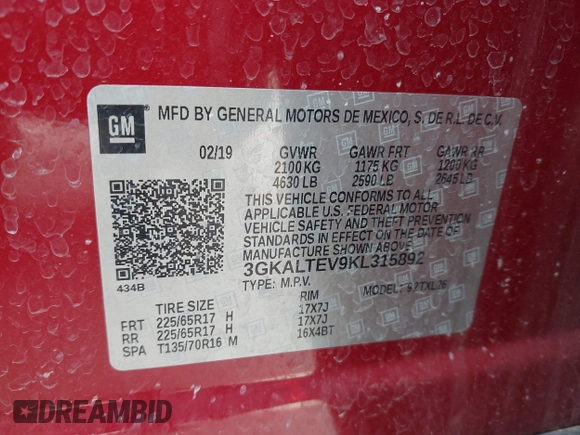 GM
MFD BY GENERAL MOTORS DE MEXICO, S. DE R.L. DE C.V.
02/19 GVWR GAWR FRT GAWR RR
2100 KG 1175 KG 1200 KG
4630 LB 2590 LB 2645 LB
THIS VEHICLE CONFORMS TO ALL
APPLICABLE U.S. FEDERAL MOTOR
VEHICLE SAFETY AND THEFT PREVENTION
STANDARDS IN EFFECT ON THE DATE OF
MANUFACTURE SHOWN ABOVE.
434B 3GKALTEV9KL315892
TYPE: M.P.V. MODEL:
TIRE SIZE RIM
FRT 225/65R17 H 17X7J
RR 225/65R17 H 17X7J
SPA T135/70R16 M 16X4BT
DREAMBID